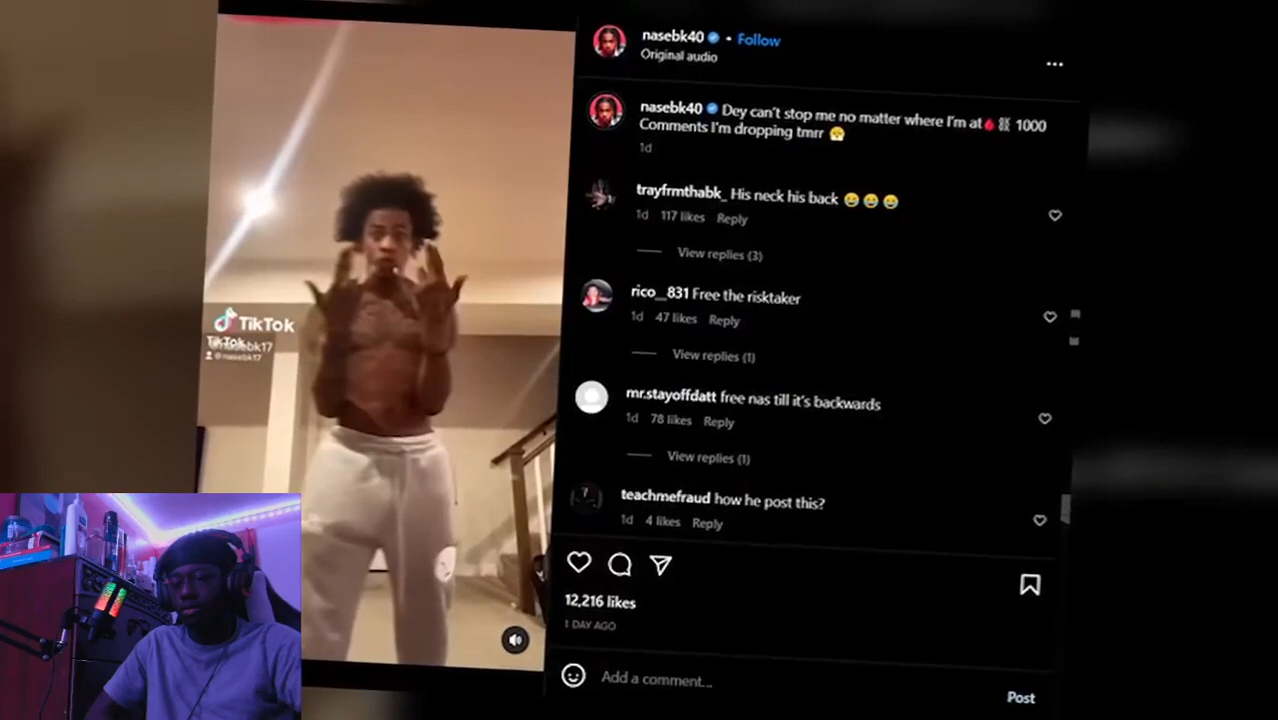 nasebk40 • Follow
Original audio
nasebk40 Dey can't stop me no matter where I'm at 1000
Comments I'm dropping tmrr
1d
trayfrmthabk_ His neck his back 😂😂😂
1d 117 likes Reply
View replies (3)
rico__831 Free the risktaker
1d 47 likes Reply
View replies (1)
mr.stayoffdatt free nas till it's backwards
1d 78 likes Reply
View replies (1)
teachmefraud how he post this?
1d 4 likes Reply
12,216 likes
1 DAY AGO
Add a comment...
Post
TikTok
TikTok
@nasebk17
@nasebk17